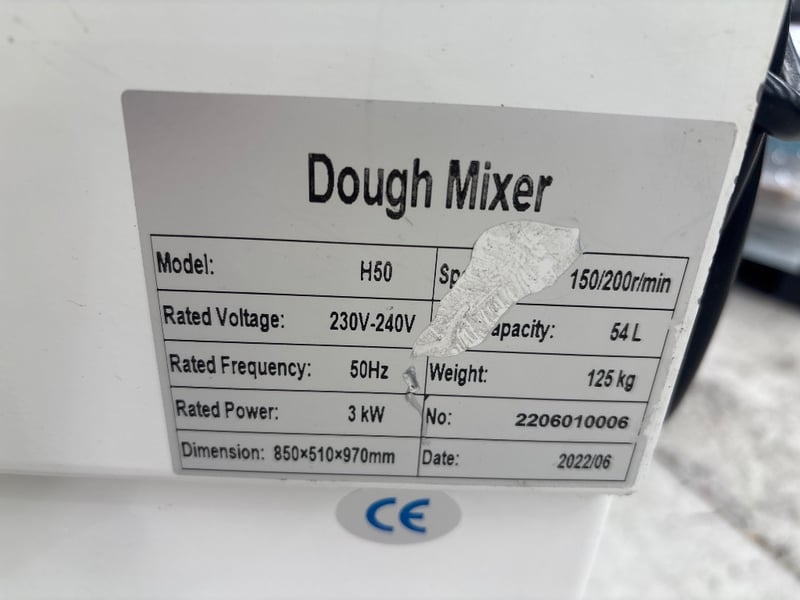 Dough Mixer
Model: H50 150/200r/min
Rated Voltage: 230V-240V 54 L
Rated Frequency: 50Hz Weight: 125 kg
Rated Power: 3 kW No: 2206010006
Dimension: 850×510×970mm Date: 2022/06
CE